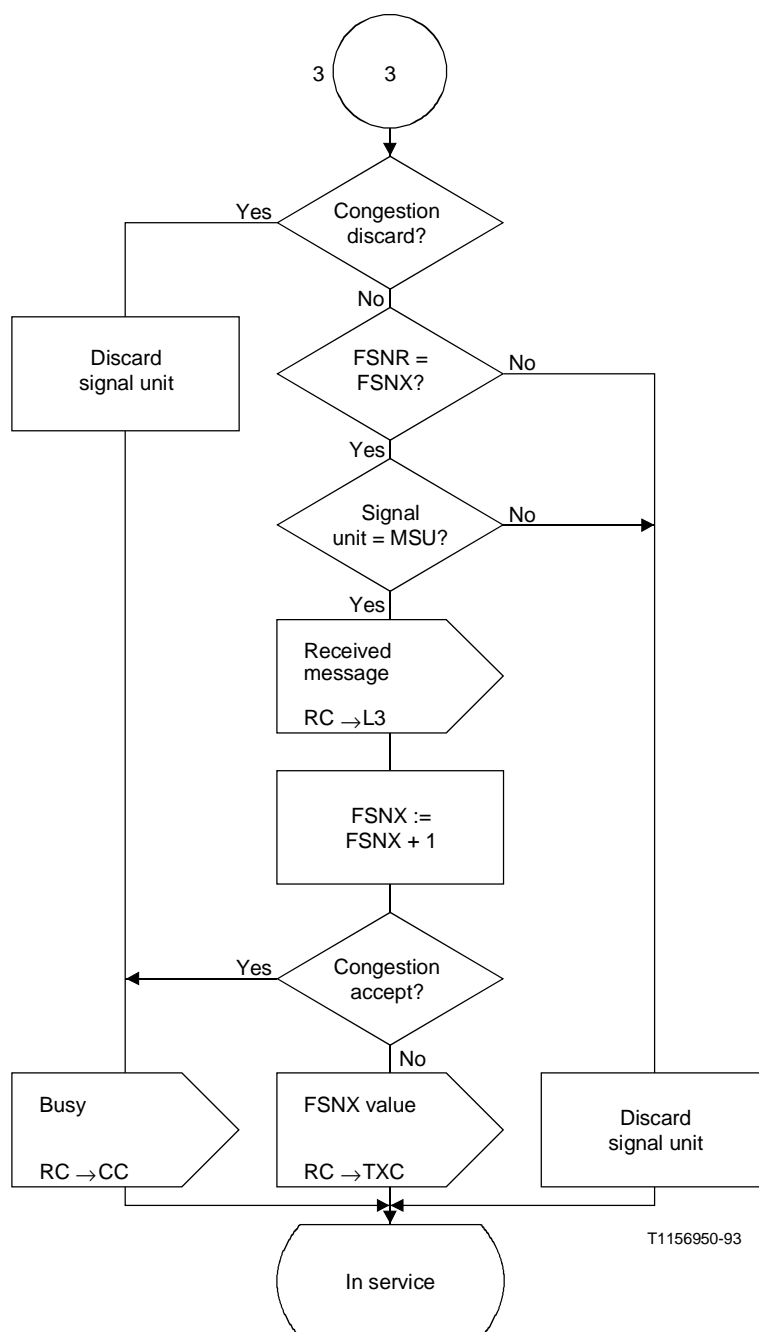 3
3
Yes
Congestion
discard?
No
Discard
signal unit
FSNR =
FSNX?
No
Yes
Signal
unit = MSU?
No
Yes
Received
message
RC →L3
FSNX :=
FSNX + 1
Yes
Congestion
accept?
No
Busy
RC →CC
FSNX value
RC →TXC
Discard
signal unit
T1156950-93
In service